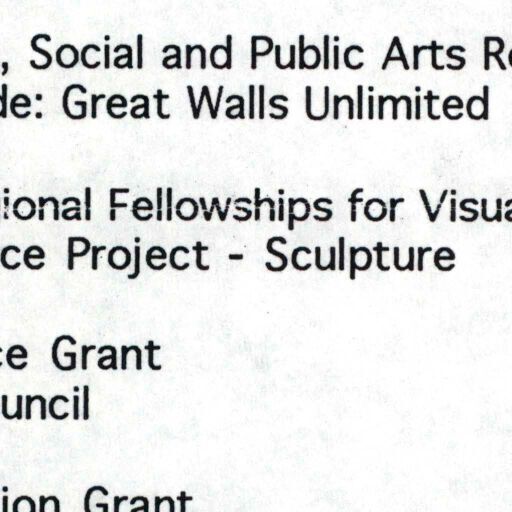 , Social and Public Arts Re
de: Great Walls Unlimited
ional Fellowships for Visua
ce Project - Sculpture
ce Grant
uncil
ion Grant